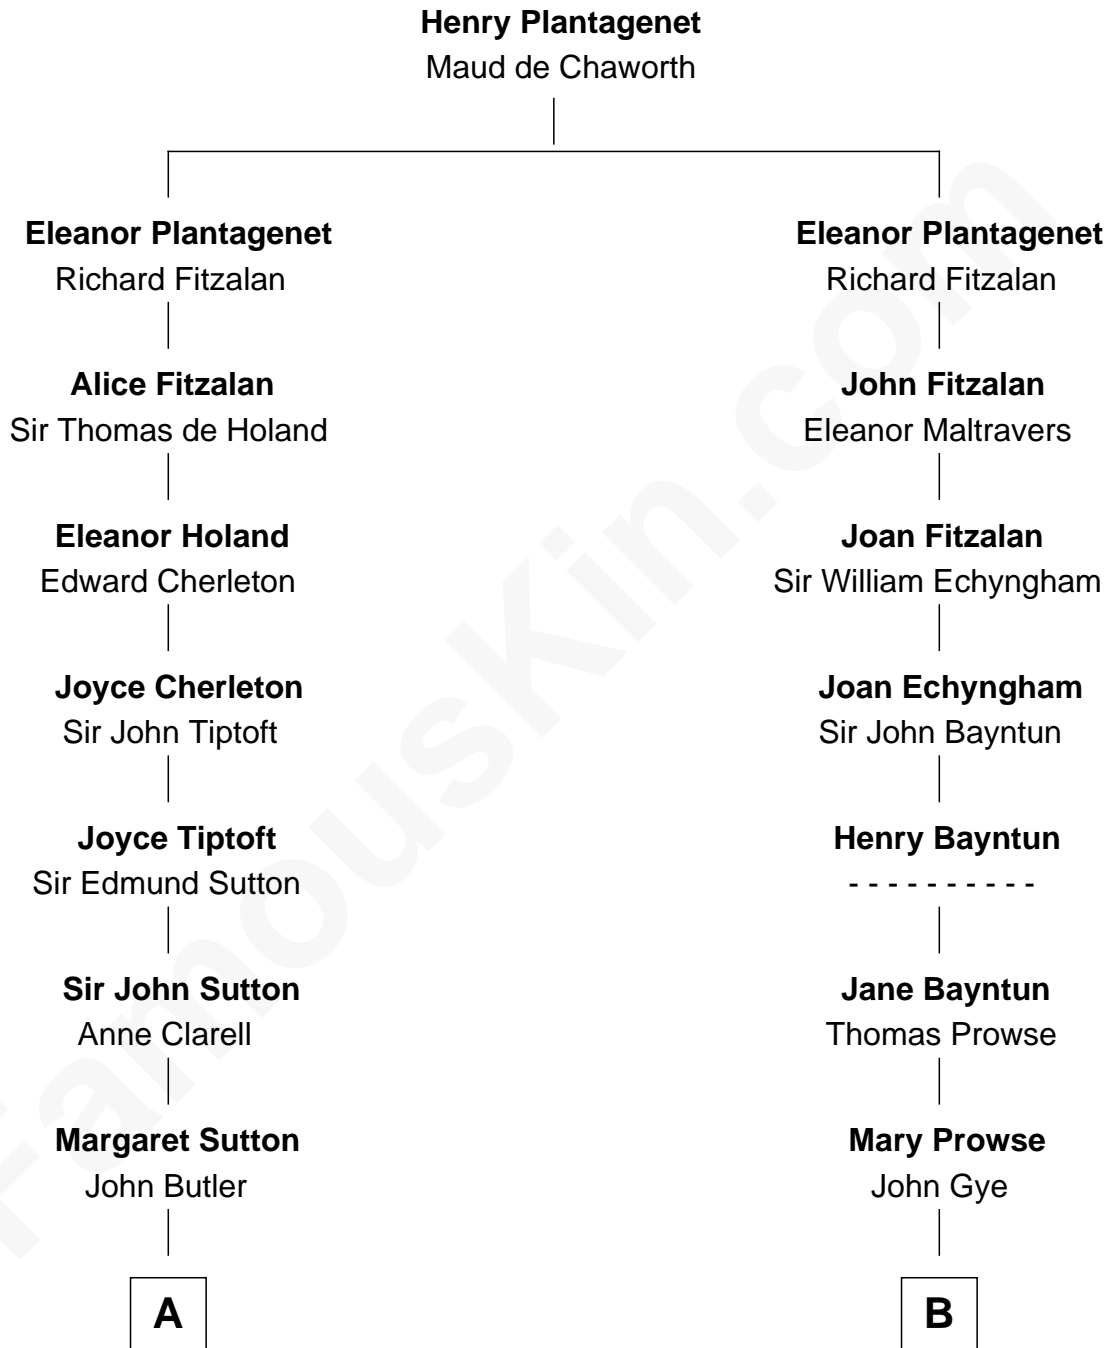 Henry Plantagenet
Maud de Chaworth
Eleanor Plantagenet
Richard Fitzalan
Alice Fitzalan
Sir Thomas de Holand
Eleanor Holand
Edward Cherleton
Joyce Cherleton
Sir John Tiptoft
Joyce Tiptoft
Sir Edmund Sutton
Sir John Sutton
Anne Clarell
Margaret Sutton
John Butler
A
Eleanor Plantagenet
Richard Fitzalan
John Fitzalan
Eleanor Maltravers
Joan Fitzalan
Sir William Echyngham
Joan Echyngham
Sir John Bayntun
Henry Bayntun
- - - - - - - - - -
Jane Bayntun
Thomas Prowse
Mary Prowse
John Gye
B
FamousKin.com